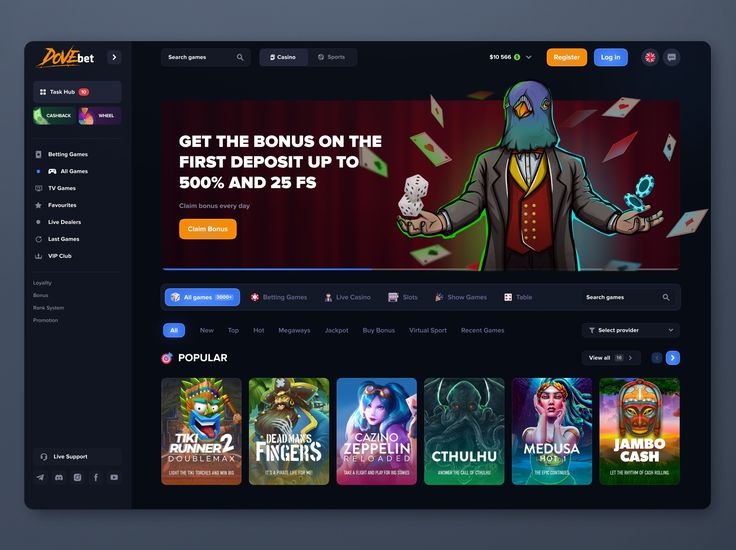 DOVEbet
Search games
Casino
Sports
$10 566
Register
Log in
Task Hub 10
CASHBACK
WHEEL
Betting Games
All Games
TV Games
Favourites
Live Dealers
Last Games
VIP Club
Loyality
Bonus
Rank System
Promotion
Live Support
GET THE BONUS ON THE
FIRST DEPOSIT UP TO
500% AND 25 FS
Claim bonus every day
Claim Bonus
All games 3000+
Betting Games
Live Casino
Slots
Show Games
Table
Search games
All
New
Top
Hot
Megaways
Jackpot
Buy Bonus
Virtual Sport
Recent Games
Select provider
POPULAR
View all 16
TIKI
RUNNER 2
DOUBLEMAX
LIGHT THE TIKI TORCHES AND WIN BIG
DEAD MAN'S
FINGERS
IT'S A PIRATE LIFE FOR ME!
CAZINO
ZEPPELIN
RELOADED
TAKE A FLIGHT AND PLAY FOR BIG STAKES
CTHULHU
ANSWER THE CALL OF CTHULHU
MEDUSA
HOT 1
THE EPIC CONTINUES
JAMBO
CASH
LET THE RHYTHM OF CASH ROLLING